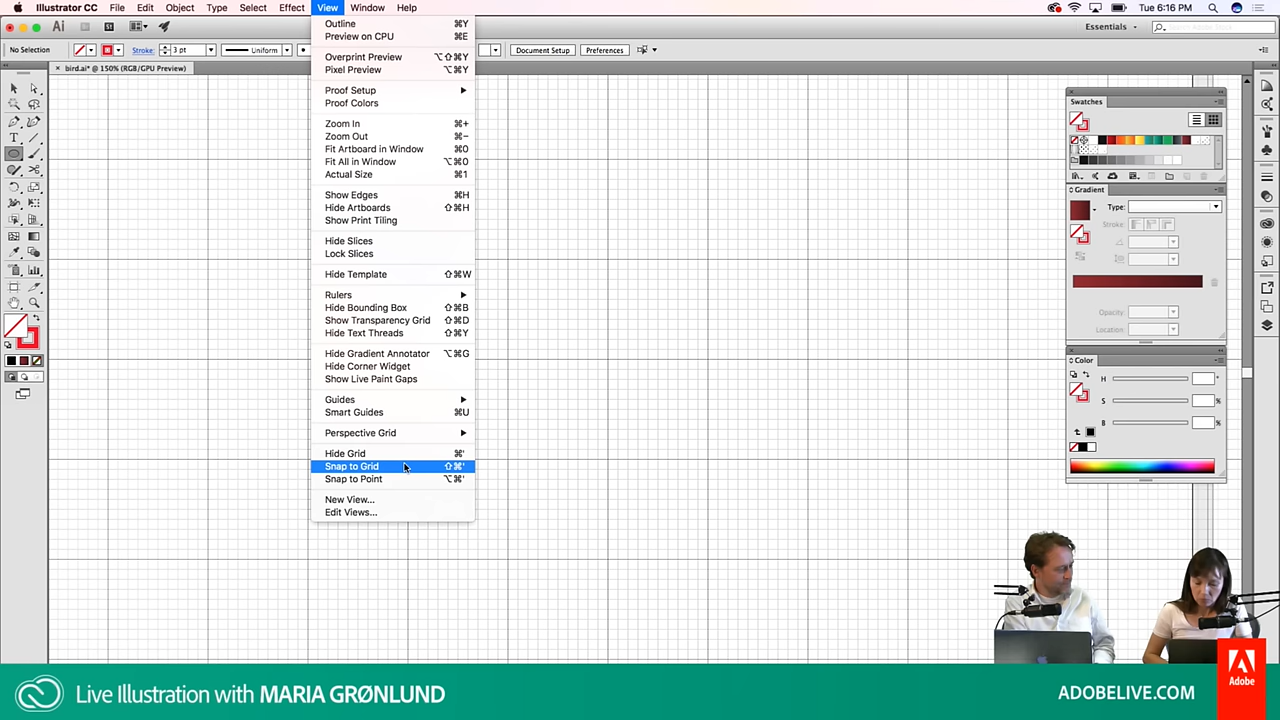 Illustrator CC File Edit Object Type Select Effect View Window Help
Tue 6:16 PM
Ai Br St
Essentials
No Selection Stroke: 3 pt Uniform Document Setup Preferences
× bird.ai* @ 150% (RGB/GPU Preview)
Outline ⌘Y
Preview on CPU ⌘E
Overprint Preview ⌥⇧⌘Y
Pixel Preview ⌥⌘Y
Proof Setup
Proof Colors
Zoom In ⌘+
Zoom Out ⌘−
Fit Artboard in Window ⌘0
Fit All in Window ⌥⌘0
Actual Size ⌘1
Show Edges ⌘H
Hide Artboards ⇧⌘H
Show Print Tiling
Hide Slices
Lock Slices
Hide Template ⇧⌘W
Rulers
Hide Bounding Box ⇧⌘B
Show Transparency Grid ⇧⌘D
Hide Text Threads ⇧⌘Y
Hide Gradient Annotator ⌥⌘G
Hide Corner Widget
Show Live Paint Gaps
Guides
Smart Guides ⌘U
Perspective Grid
Hide Grid ⌘'
Snap to Grid ⇧⌘'
Snap to Point ⌥⌘'
New View...
Edit Views...
Swatches
Gradient
Type:
Stroke:
Opacity
Location
Color
H °
S %
B %
Live Illustration with MARIA GRØNLUND
ADOBELIVE.COM
Adobe